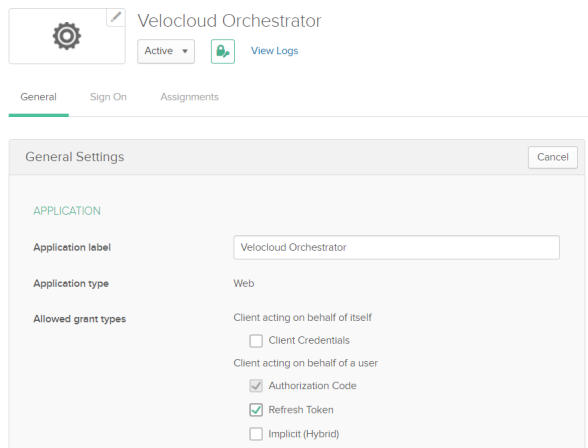 Velocloud Orchestrator
Active View Logs
General Sign On Assignments
General Settings Cancel
APPLICATION
Application label Velocloud Orchestrator
Application type Web
Allowed grant types Client acting on behalf of itself
Client Credentials
Client acting on behalf of a user
Authorization Code
Refresh Token
Implicit (Hybrid)